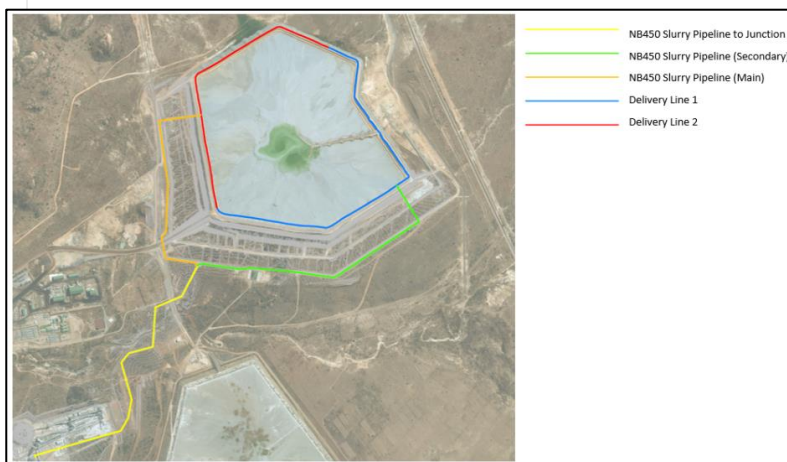 NB450 Slurry Pipeline to Junction
NB450 Slurry Pipeline (Secondary)
NB450 Slurry Pipeline (Main)
Delivery Line 1
Delivery Line 2